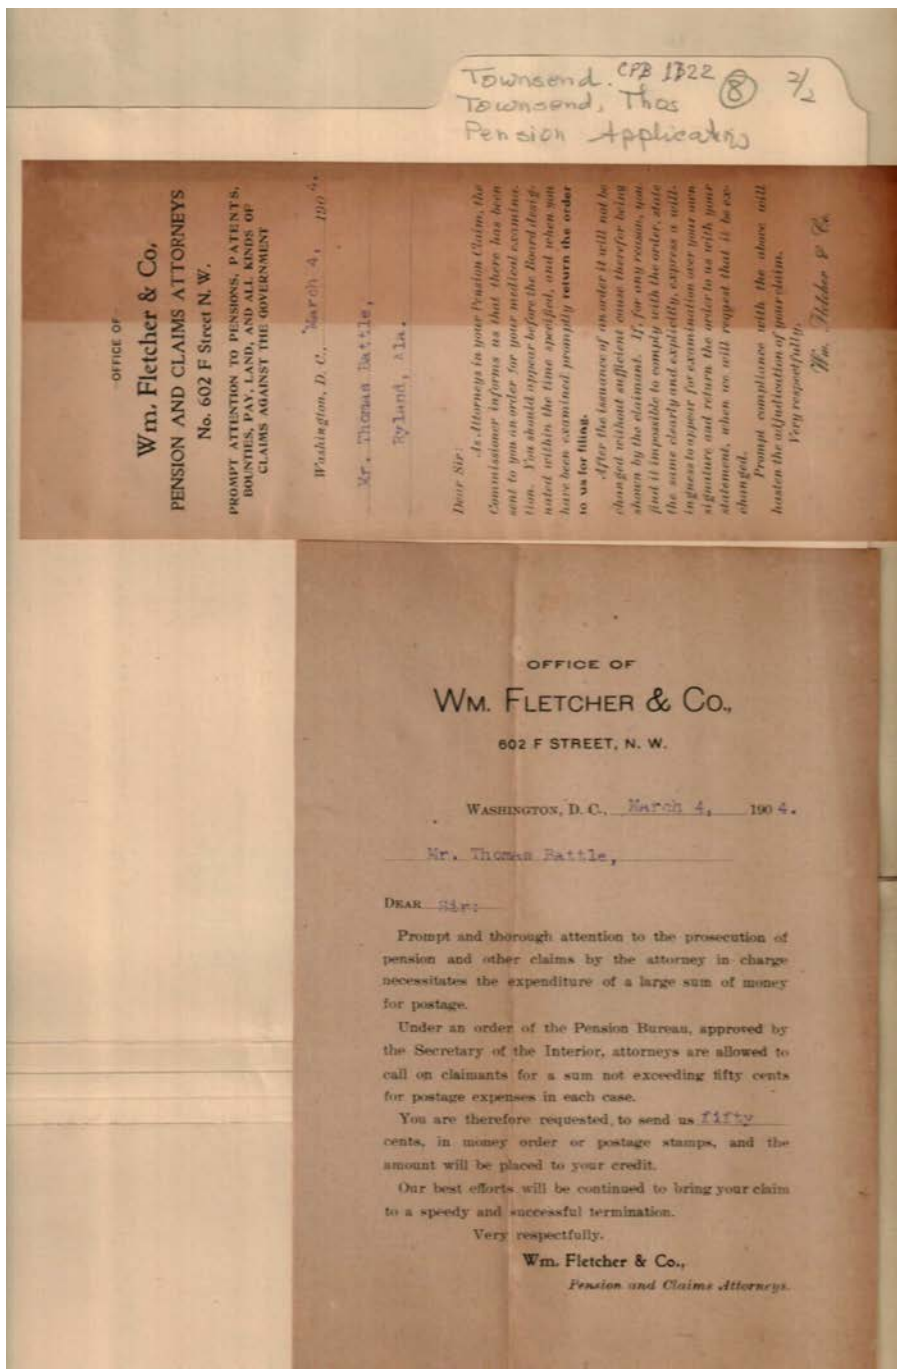 Townsend. CPB 1322 8 2/2
Townsend, Thos
Pension Applications
OFFICE OF
Wm. Fletcher & Co,
PENSION AND CLAIMS ATTORNEYS
No. 602 F Street N. W.
PROMPT ATTENTION TO PENSIONS, PATENTS,
BOUNTIES, PAY, LAND, AND ALL KINDS OF
CLAIMS AGAINST THE GOVERNMENT
Washington, D. C., March 4, 1904.
Mr. Thomas Battle,
Ryland, Ala.
Dear Sir:
As Attorneys in your Pension Claim, the
Commissioner informs us that there has been
sent to you an order for your medical examina-
tion. You should appear before the Board desig-
nated within the time specified, and when you
have been examined promptly return the order
to us for filing.
After the issuance of an order it will not be
changed without sufficient cause therefor being
shown by the claimant. If, for any reason, you
find it impossible to comply with the order, state
the same clearly and explicitly, express a will-
ingness to appear for examination over your own
signature and return the order to us with your
statement, when we will request that it be ex-
changed.
Prompt compliance with the above will
hasten the adjudication of your claim.
Very respectfully,
Wm. Fletcher & Co.
OFFICE OF
WM. FLETCHER & CO.,
602 F STREET, N. W.
WASHINGTON, D. C., March 4, 1904.
Mr. Thomas Battle,
DEAR Sir:
Prompt and thorough attention to the prosecution of
pension and other claims by the attorney in charge
necessitates the expenditure of a large sum of money
for postage.
Under an order of the Pension Bureau, approved by
the Secretary of the Interior, attorneys are allowed to
call on claimants for a sum not exceeding fifty cents
for postage expenses in each case.
You are therefore requested to send us fifty
cents, in money order or postage stamps, and the
amount will be placed to your credit.
Our best efforts will be continued to bring your claim
to a speedy and successful termination.
Very respectfully.
Wm. Fletcher & Co.,
Pension and Claims Attorneys.